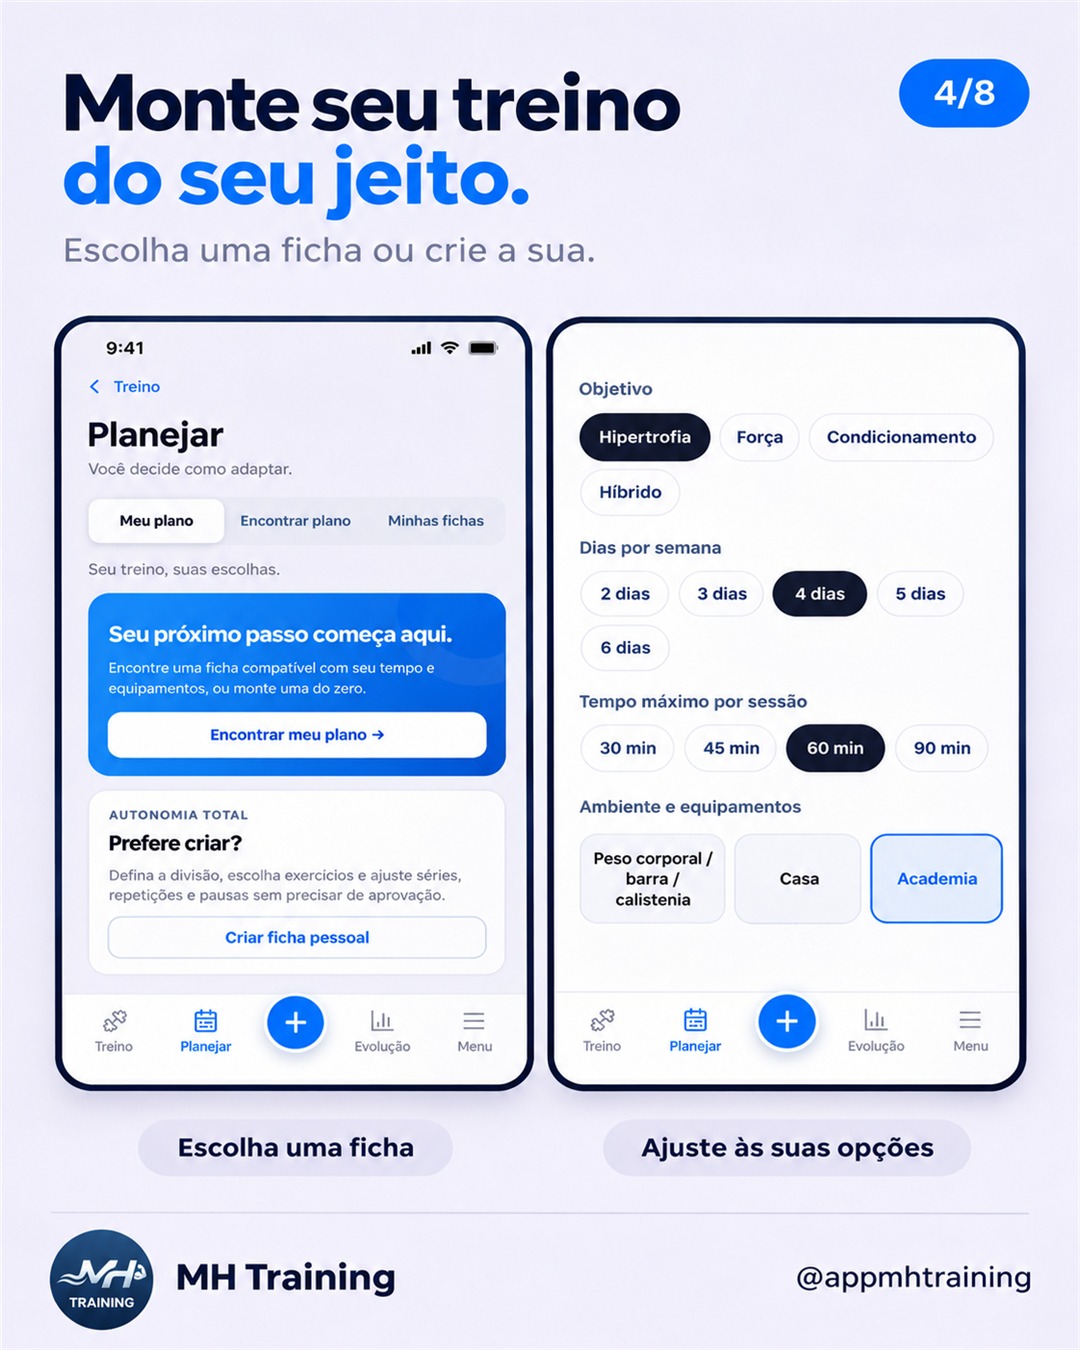 Monte seu treino
do seu jeito.
4/8
Escolha uma ficha ou crie a sua.
9:41
Treino
Planejar
Você decide como adaptar.
Meu plano
Encontrar plano
Minhas fichas
Seu treino, suas escolhas.
Seu próximo passo começa aqui.
Encontre uma ficha compatível com seu tempo e
equipamentos, ou monte uma do zero.
Encontrar meu plano →
AUTONOMIA TOTAL
Prefere criar?
Defina a divisão, escolha exercícios e ajuste séries,
repetições e pausas sem precisar de aprovação.
Criar ficha pessoal
Treino
Planejar
Evolução
Menu
Objetivo
Hipertrofia
Força
Condicionamento
Híbrido
Dias por semana
2 dias
3 dias
4 dias
5 dias
6 dias
Tempo máximo por sessão
30 min
45 min
60 min
90 min
Ambiente e equipamentos
Peso corporal /
barra /
calistenia
Casa
Academia
Treino
Planejar
Evolução
Menu
Escolha uma ficha
Ajuste às suas opções
MH
TRAINING
MH Training
@appmhtraining